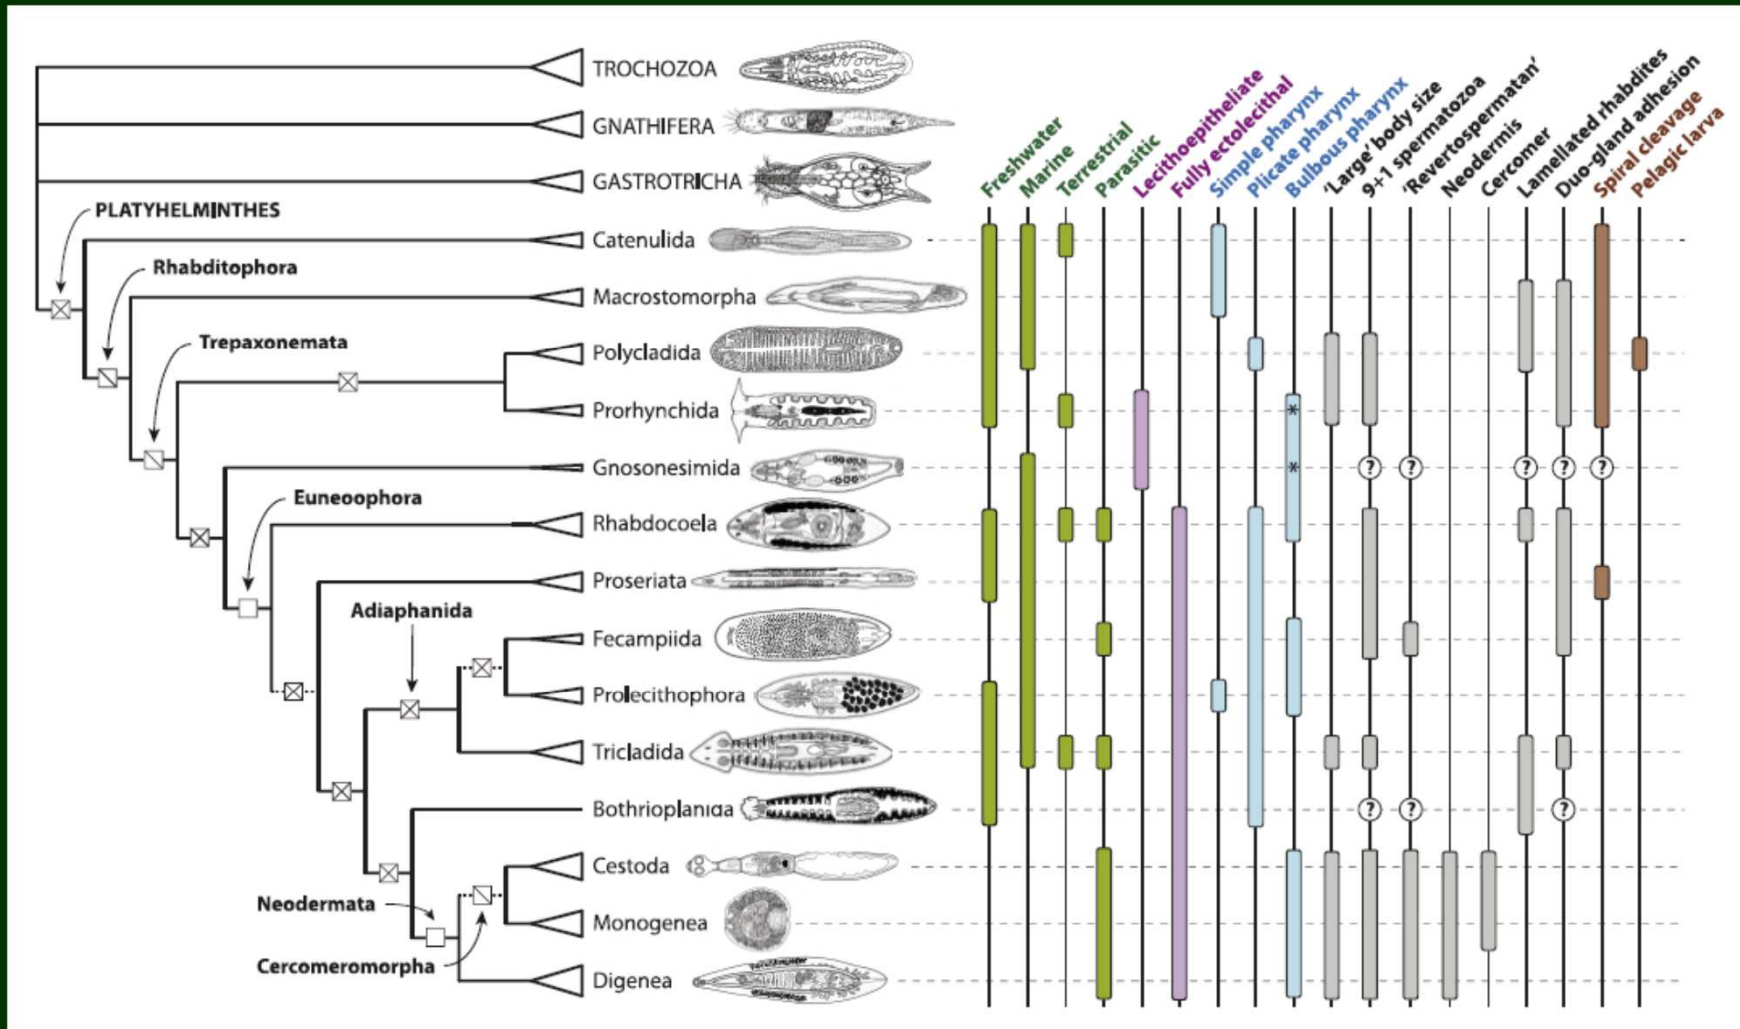 TROCHOZOA
GNATHIFERA
GASTROTRICHA
PLATYHELMINTHES
Catenulida
Rhabditophora
Macrostomorpha
Trepaxonemata
Polycladida
Prorhynchida
*
Gnosonesimida
* ? ? ? ? ?
Euneoophora
Rhabdocoela
Proseriata
Adiaphanida
Fecampiida
Prolecithophora
Tricladida
Bothrioplanida
? ? ?
Cestoda
Neodermata
Monogenea
Cercomeromorpha
Digenea
Freshwater
Marine
Terrestrial
Parasitic
Lecithoepitheliate
Fully ectolecithal
Simple pharynx
Plicate pharynx
Bulbous pharynx
‘Large’ body size
9+1 spermatozoa
‘Revertospermatan’
Neodermis
Cercomer
Lamellated rhabdites
Duo-gland adhesion
Spiral cleavage
Pelagic larva